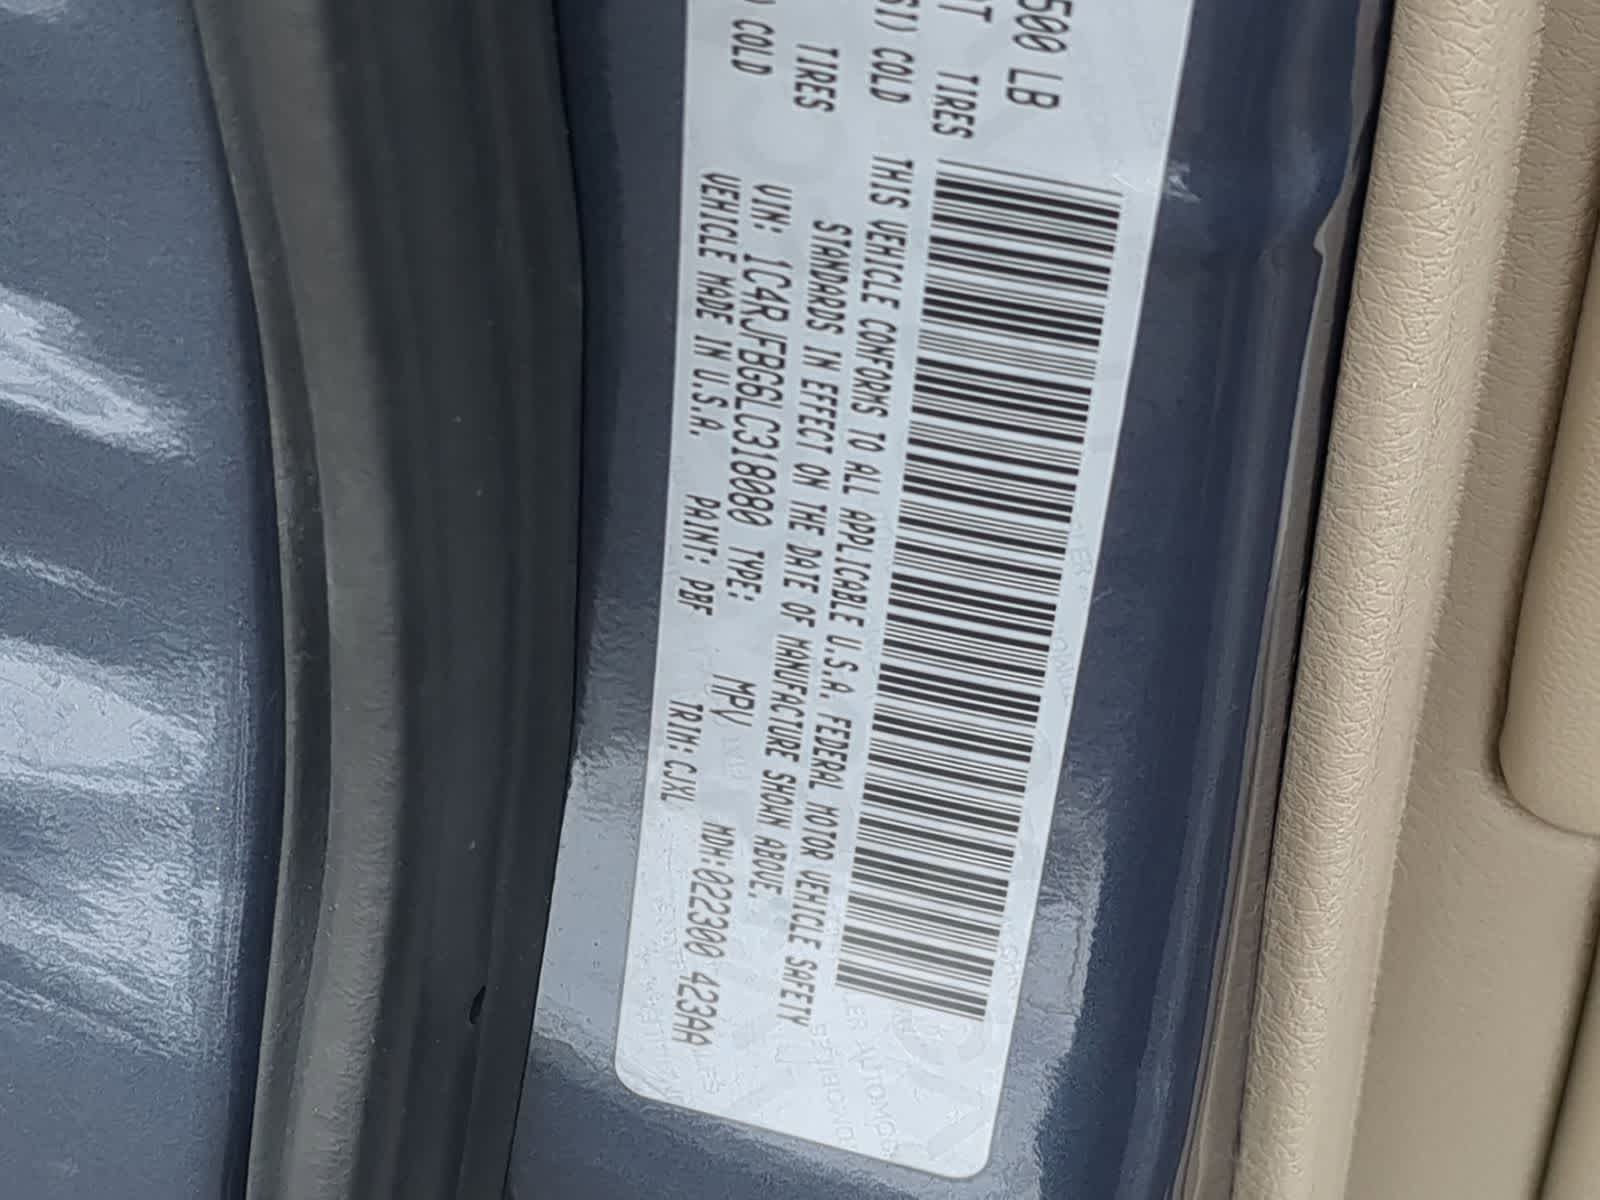 500 LB
T TIRES
SI) COLD
TIRES
) COLD
THIS VEHICLE CONFORMS TO ALL APPLICABLE U.S.A. FEDERAL MOTOR VEHICLE SAFETY
STANDARDS IN EFFECT ON THE DATE OF MANUFACTURE SHOWN ABOVE.
VIN: 1C4RJFBG6LC318080 TYPE: MPV
MDH:022300 423AA
VEHICLE MADE IN U.S.A. PAINT: PBF TRIM: CJXL